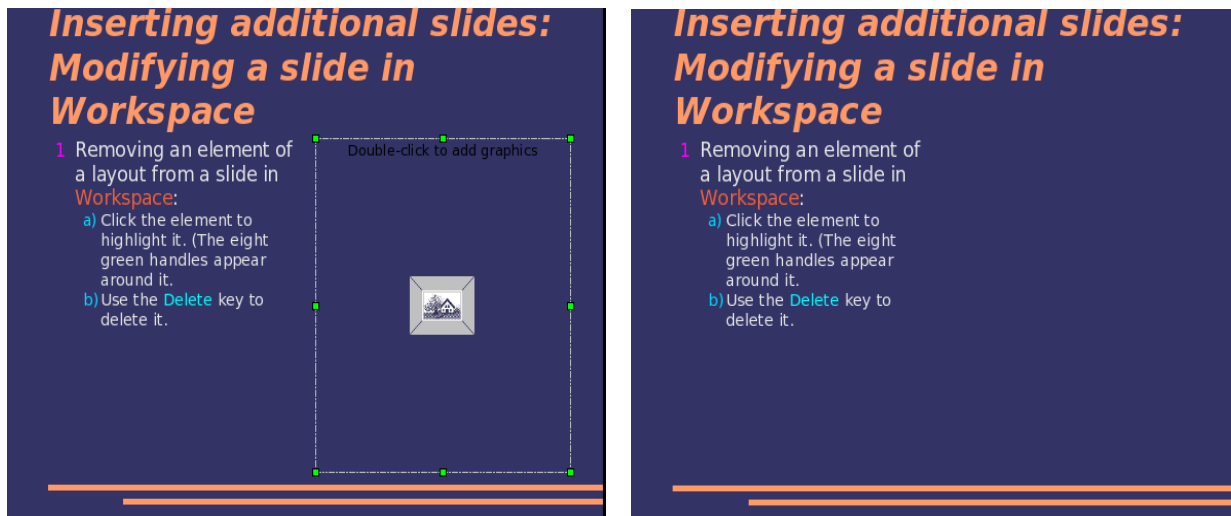 Inserting additional slides:
Modifying a slide in
Workspace
1 Removing an element of
a layout from a slide in
Workspace:
a) Click the element to
highlight it. (The eight
green handles appear
around it.
b) Use the Delete key to
delete it.
Double-click to add graphics
Inserting additional slides:
Modifying a slide in
Workspace
1 Removing an element of
a layout from a slide in
Workspace:
a) Click the element to
highlight it. (The eight
green handles appear
around it.
b) Use the Delete key to
delete it.